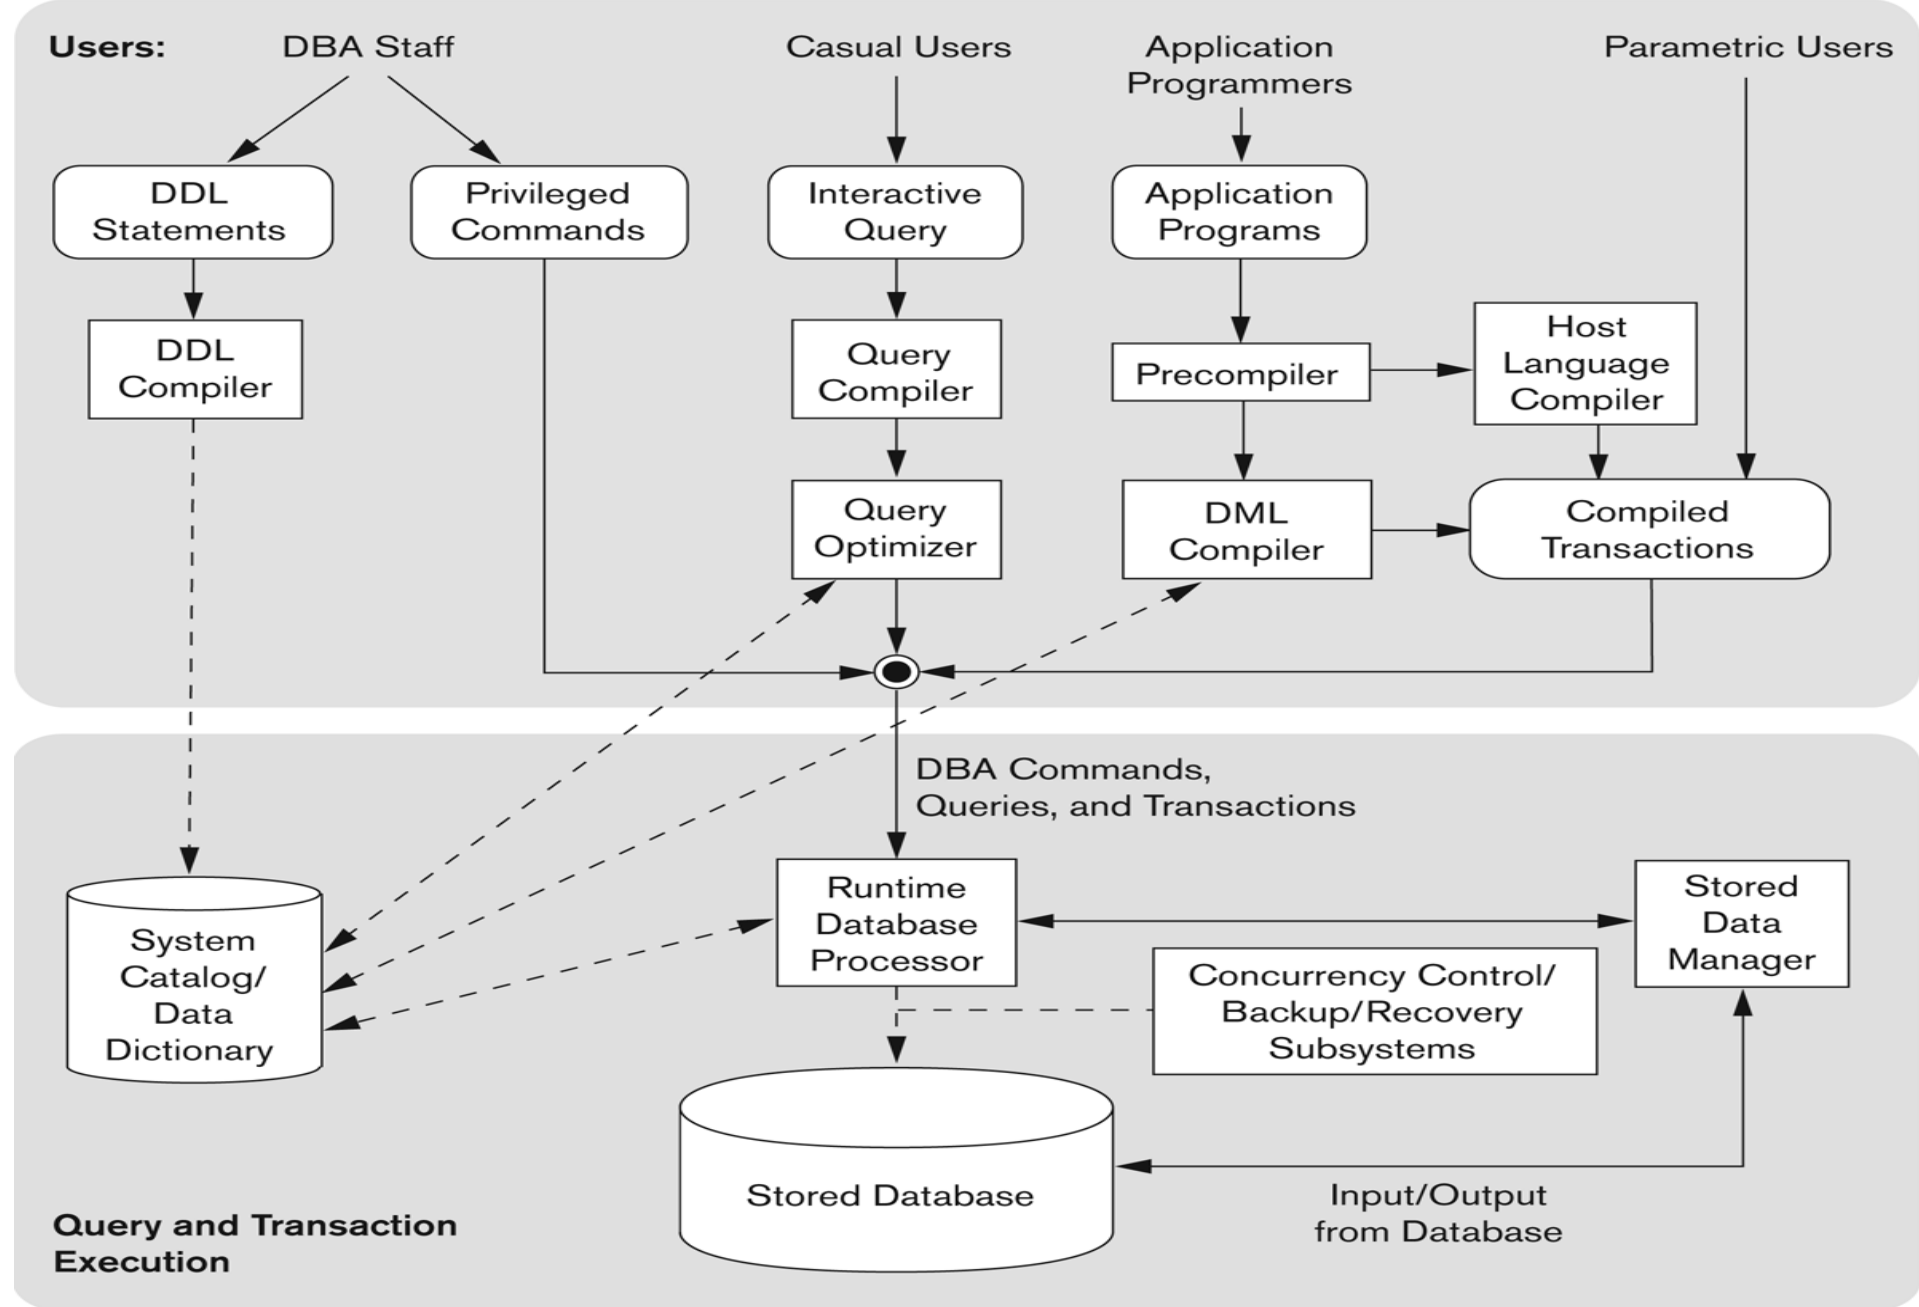 Users:
DBA Staff
Casual Users
Application
Programmers
Parametric Users
DDL
Statements
Privileged
Commands
Interactive
Query
Application
Programs
DDL
Compiler
Query
Compiler
Precompiler
Host
Language
Compiler
Query
Optimizer
DML
Compiler
Compiled
Transactions
DBA Commands,
Queries, and Transactions
System
Catalog/
Data
Dictionary
Runtime
Database
Processor
Stored
Data
Manager
Concurrency Control/
Backup/Recovery
Subsystems
Stored Database
Input/Output
from Database
Query and Transaction
Execution